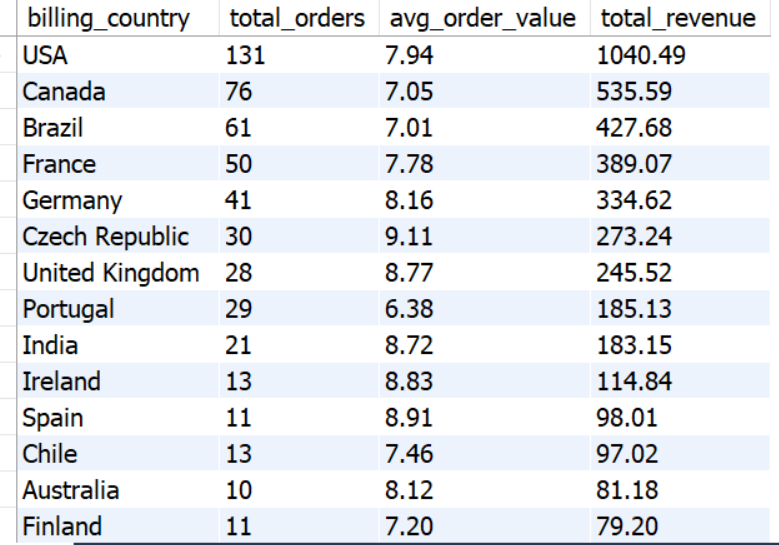 billing_country total_orders avg_order_value total_revenue
USA 131 7.94 1040.49
Canada 76 7.05 535.59
Brazil 61 7.01 427.68
France 50 7.78 389.07
Germany 41 8.16 334.62
Czech Republic 30 9.11 273.24
United Kingdom 28 8.77 245.52
Portugal 29 6.38 185.13
India 21 8.72 183.15
Ireland 13 8.83 114.84
Spain 11 8.91 98.01
Chile 13 7.46 97.02
Australia 10 8.12 81.18
Finland 11 7.20 79.20